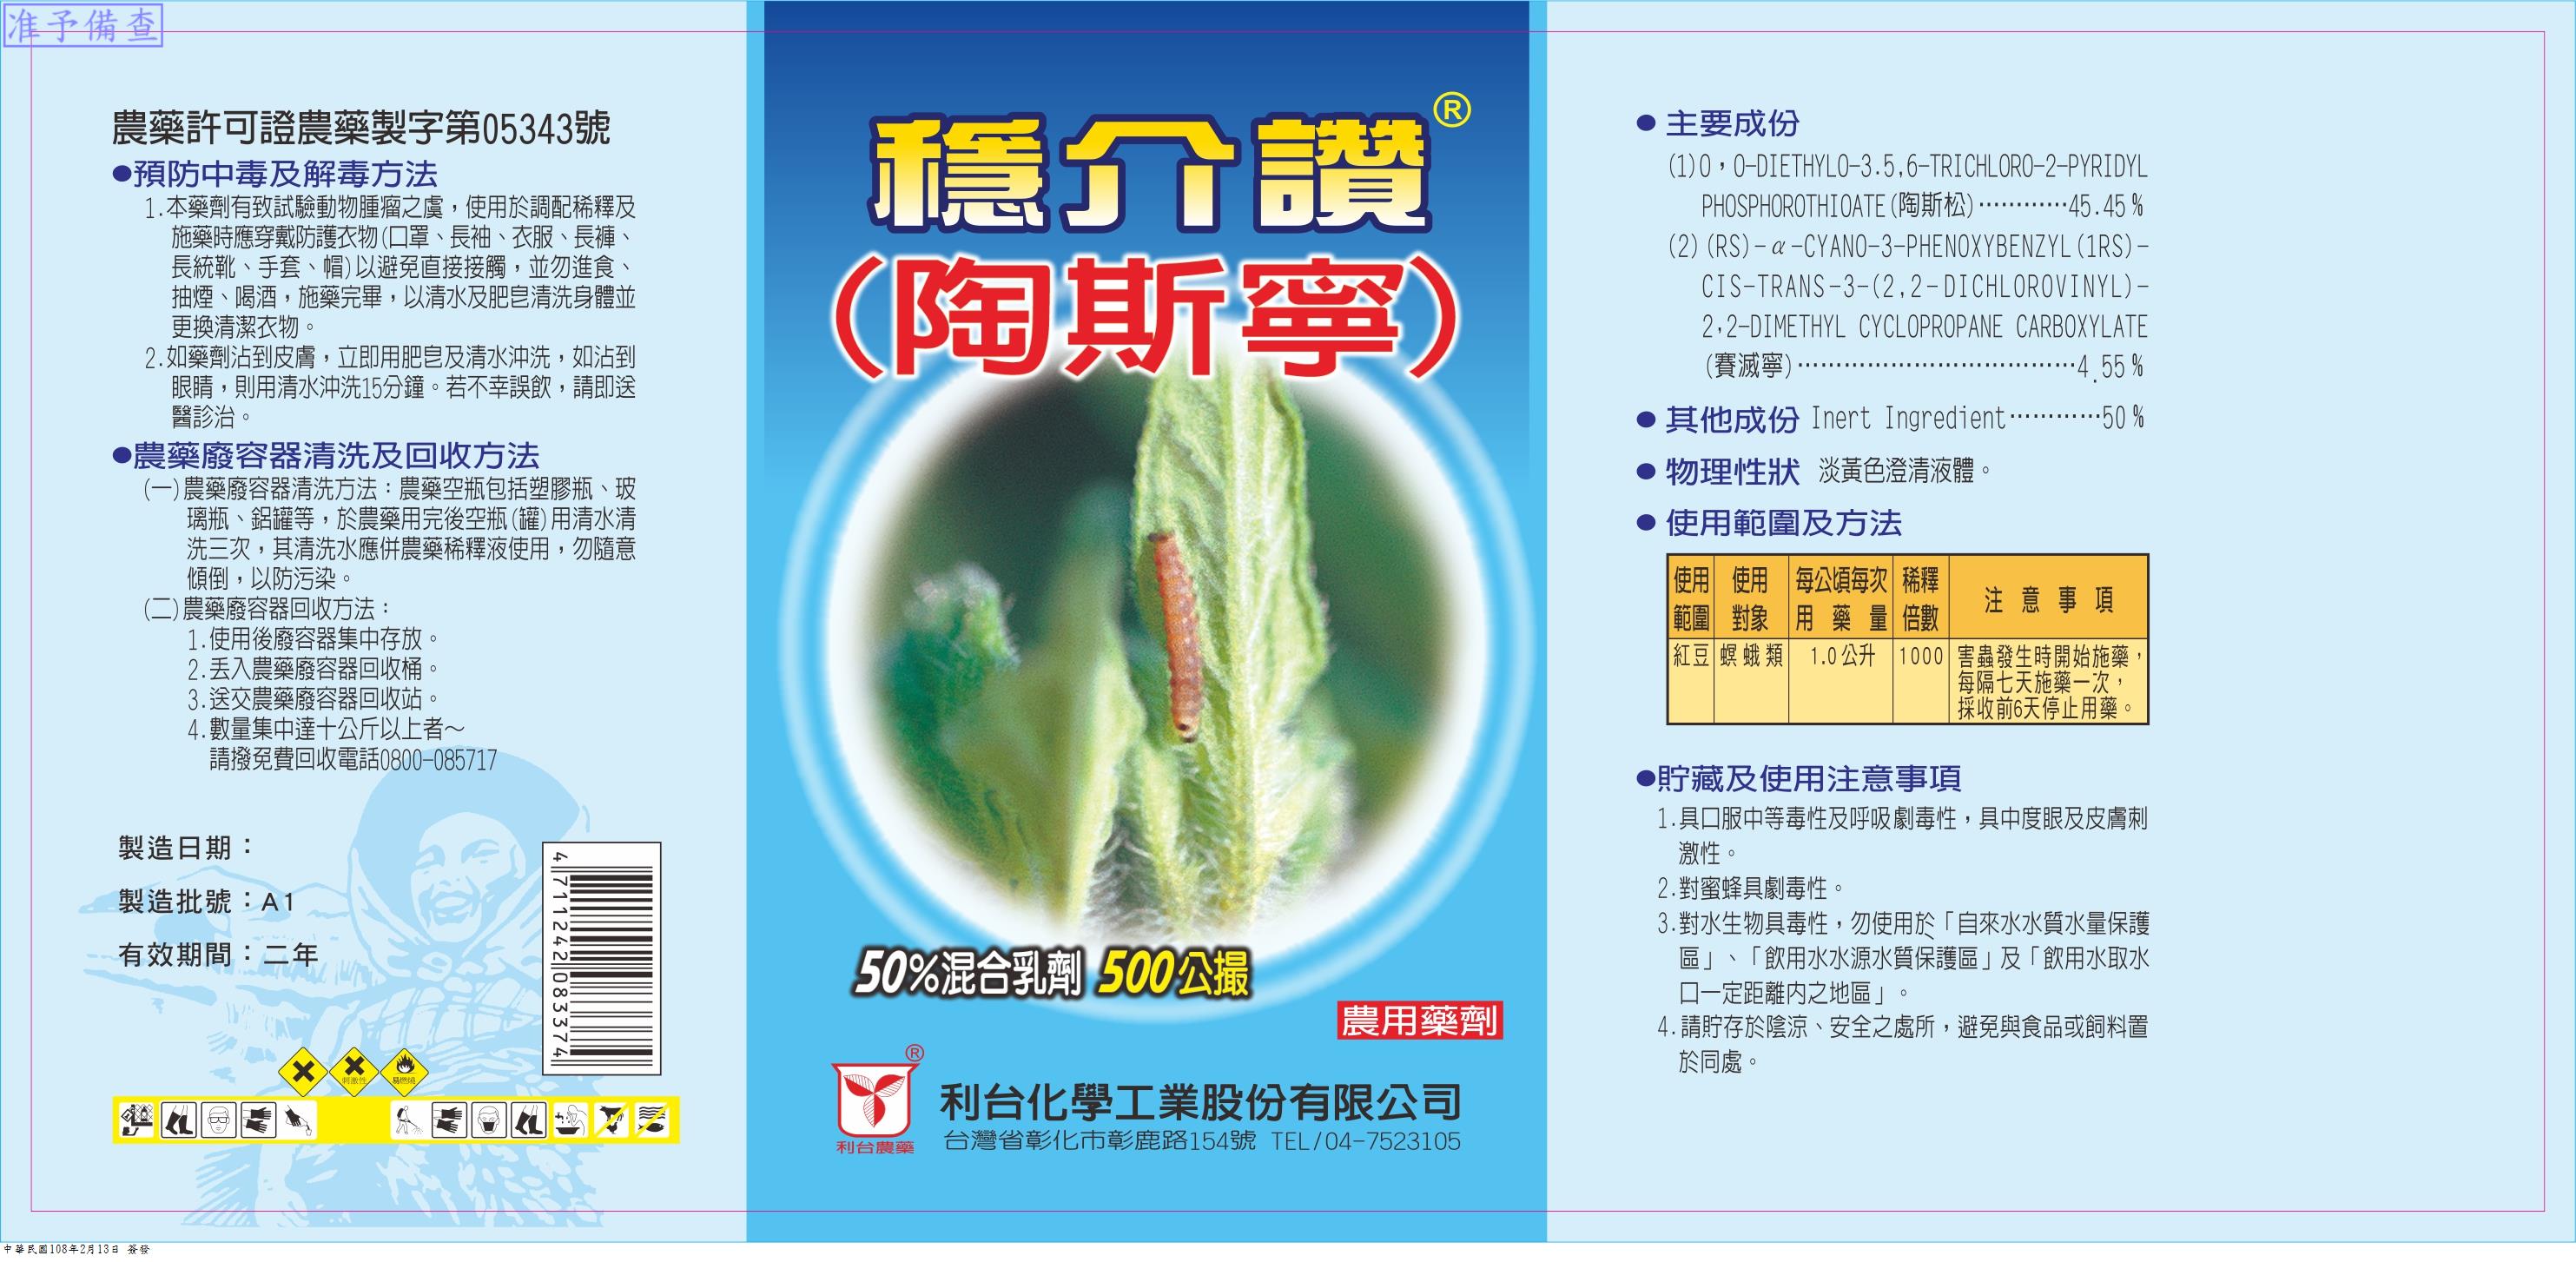 准予備查
農藥許可證農藥製字第05343號
●預防中毒及解毒方法
1.本藥劑有致試驗動物腫瘤之虞，使用於調配稀釋及
施藥時應穿戴防護衣物(口罩、長袖、衣服、長褲、
長統靴、手套、帽)以避免直接接觸，並勿進食、
抽煙、喝酒，施藥完畢，以清水及肥皂清洗身體並
更換清潔衣物。
2.如藥劑沾到皮膚，立即用肥皂及清水沖洗，如沾到
眼睛，則用清水沖洗15分鐘。若不幸誤飲，請即送
醫診治。
●農藥廢容器清洗及回收方法
(一)農藥廢容器清洗方法：農藥空瓶包括塑膠瓶、玻
璃瓶、鋁罐等，於農藥用完後空瓶(罐)用清水清
洗三次，其清洗水應併農藥稀釋液使用，勿隨意
傾倒，以防污染。
(二)農藥廢容器回收方法：
1.使用後廢容器集中存放。
2.丟入農藥廢容器回收桶。
3.送交農藥廢容器回收站。
4.數量集中達十公斤以上者～
請撥免費回收電話0800-085717
製造日期：
製造批號：A1
有效期間：二年
4711242083374
刺激性
易燃燒
穩介讚®
(陶斯寧)
50%混合乳劑 500公撮
農用藥劑
®
利台農藥
利台化學工業股份有限公司
台灣省彰化市彰鹿路154號 TEL/04-7523105
● 主要成份
(1)O，O-DIETHYLO-3.5,6-TRICHLORO-2-PYRIDYL
PHOSPHOROTHIOATE(陶斯松)…………45.45%
(2)(RS)-α-CYANO-3-PHENOXYBENZYL(1RS)-
CIS-TRANS-3-(2,2-DICHLOROVINYL)-
2,2-DIMETHYL CYCLOPROPANE CARBOXYLATE
(賽滅寧)………………………………4.55%
● 其他成份 Inert Ingredient…………50%
● 物理性狀 淡黃色澄清液體。
● 使用範圍及方法
使用範圍 使用對象 每公頃每次用藥量 稀釋倍數 注意事項
紅豆 螟蛾類 1.0公升 1000 害蟲發生時開始施藥，
每隔七天施藥一次，
採收前6天停止用藥。
●貯藏及使用注意事項
1.具口服中等毒性及呼吸劇毒性，具中度眼及皮膚刺
激性。
2.對蜜蜂具劇毒性。
3.對水生物具毒性，勿使用於「自來水水質水量保護
區」、「飲用水水源水質保護區」及「飲用水取水
口一定距離內之地區」。
4.請貯存於陰涼、安全之處所，避免與食品或飼料置
於同處。
中華民國108年2月13日 簽發